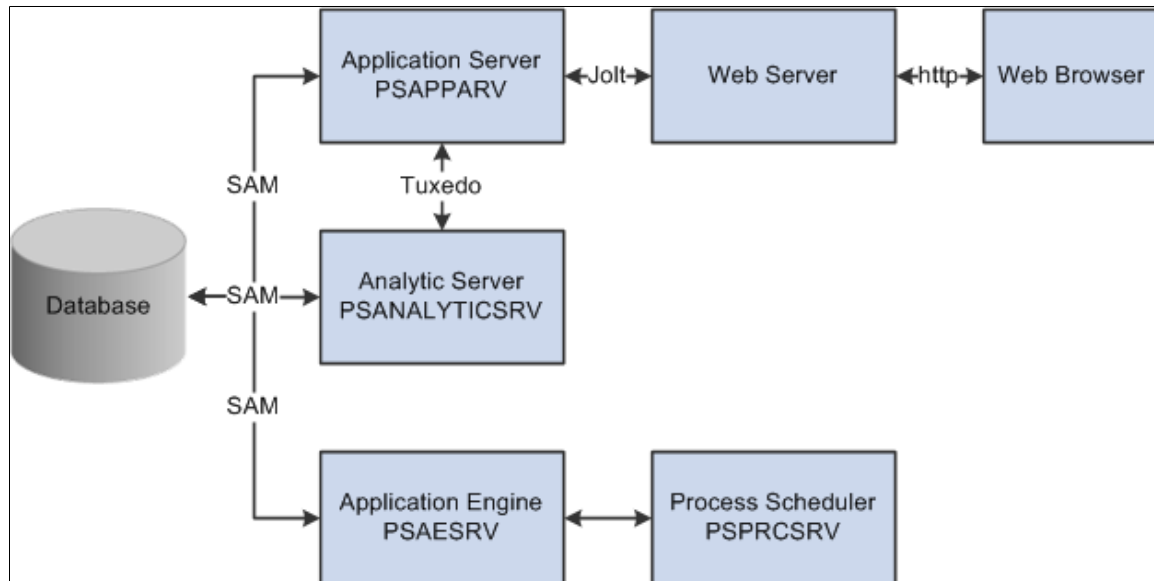 Application Server
PSAPPARV
Jolt
Web Server
http
Web Browser
SAM
Tuxedo
Database
SAM
Analytic Server
PSANALYTICSRV
SAM
Application Engine
PSAESRV
Process Scheduler
PSPRCSRV